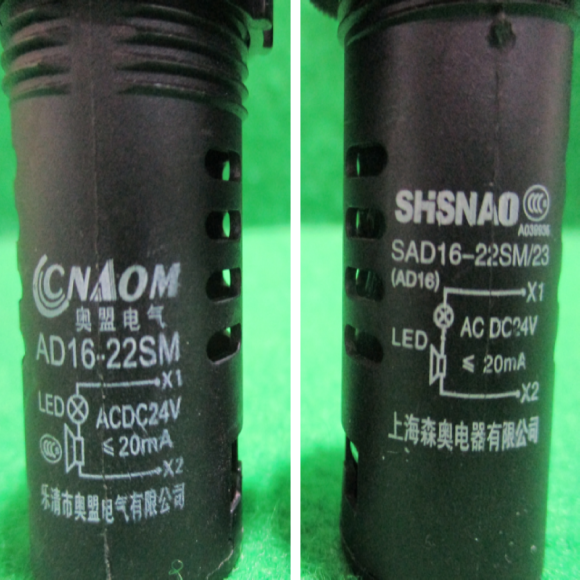 CNAOM
奥盟电气
AD16-22SM
X1
LED
ACDC24V
≤20mA
X2
乐清市奥盟电气有限公司
SHSNAO
A039936
SAD16-22SM/23
(AD16)
X1
LED
AC DC24V
≤ 20mA
X2
上海森奥电器有限公司